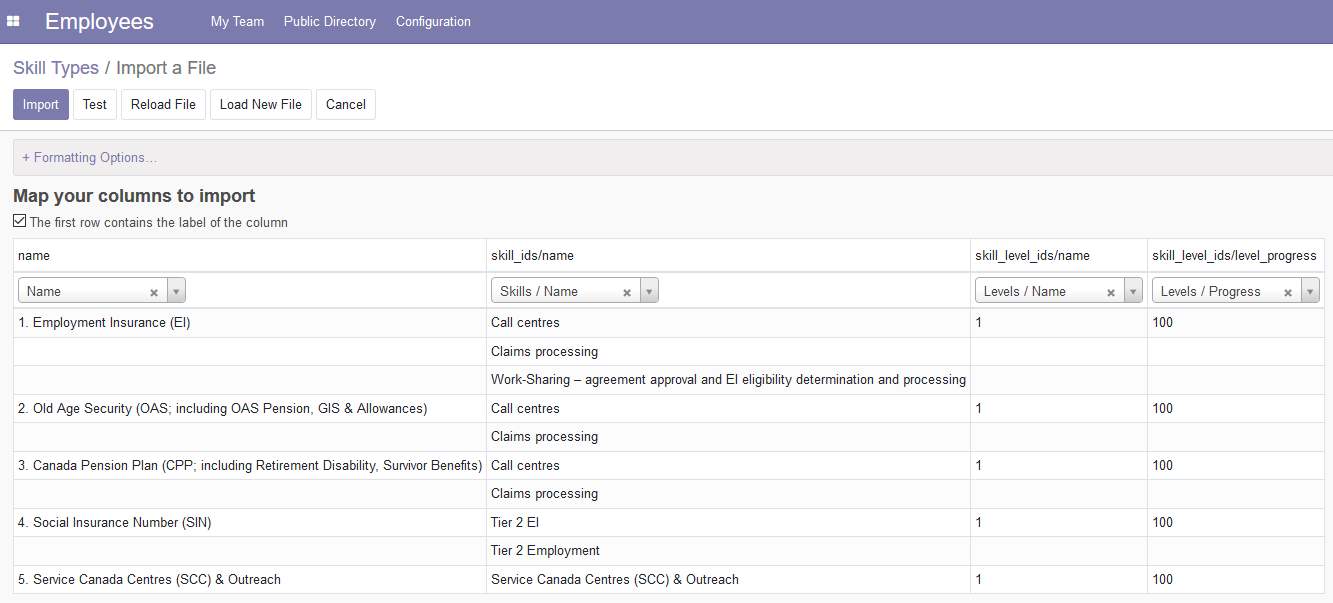 Employees My Team Public Directory Configuration
Skill Types / Import a File
Import Test Reload File Load New File Cancel
+ Formatting Options…
Map your columns to import
The first row contains the label of the column
name skill_ids/name skill_level_ids/name skill_level_ids/level_progress
Name Skills / Name Levels / Name Levels / Progress
1. Employment Insurance (EI) Call centres 1 100
Claims processing
Work-Sharing – agreement approval and EI eligibility determination and processing
2. Old Age Security (OAS; including OAS Pension, GIS & Allowances) Call centres 1 100
Claims processing
3. Canada Pension Plan (CPP; including Retirement Disability, Survivor Benefits) Call centres 1 100
Claims processing
4. Social Insurance Number (SIN) Tier 2 EI 1 100
Tier 2 Employment
5. Service Canada Centres (SCC) & Outreach Service Canada Centres (SCC) & Outreach 1 100